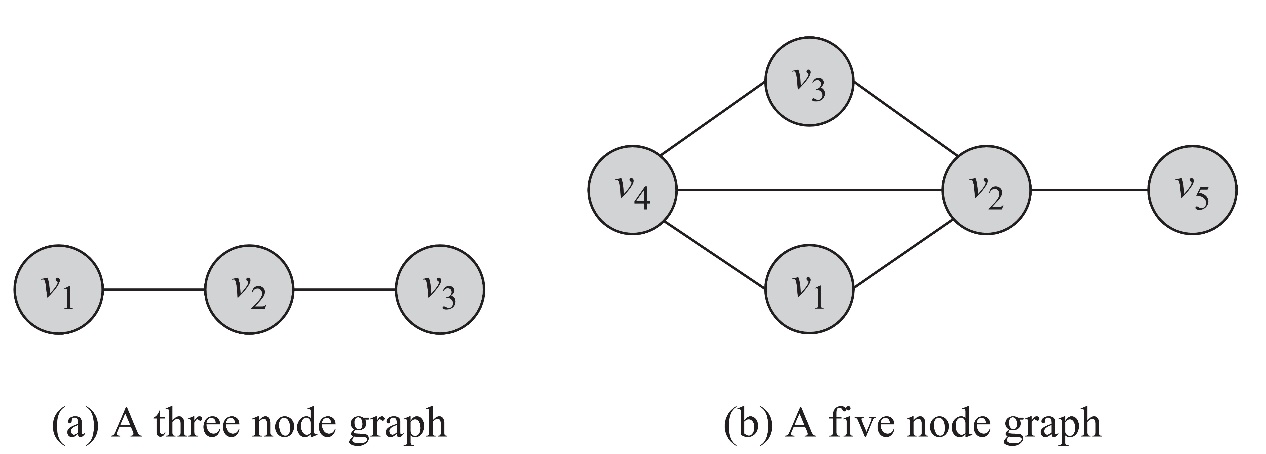 v3
v4 v2 v5
v1 v2 v3 v1
(a) A three node graph (b) A five node graph